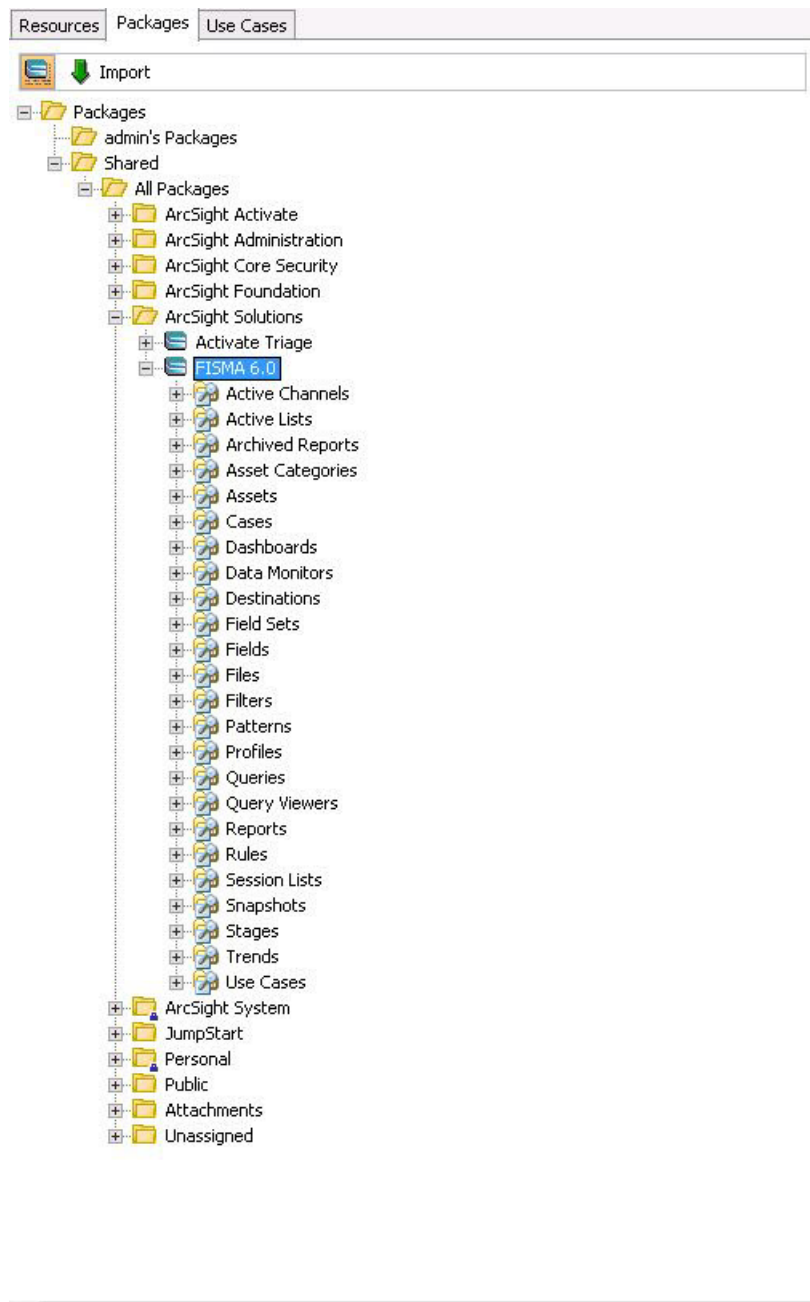 Resources Packages Use Cases
Import
Packages
admin's Packages
Shared
All Packages
ArcSight Activate
ArcSight Administration
ArcSight Core Security
ArcSight Foundation
ArcSight Solutions
Activate Triage
FISMA 6.0
Active Channels
Active Lists
Archived Reports
Asset Categories
Assets
Cases
Dashboards
Data Monitors
Destinations
Field Sets
Fields
Files
Filters
Patterns
Profiles
Queries
Query Viewers
Reports
Rules
Session Lists
Snapshots
Stages
Trends
Use Cases
ArcSight System
JumpStart
Personal
Public
Attachments
Unassigned